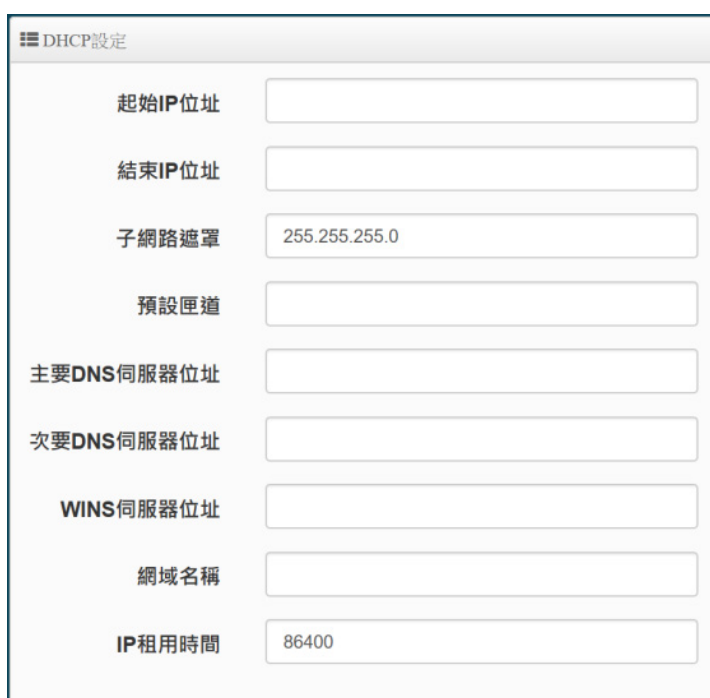 DHCP設定
起始IP位址
結束IP位址
子網路遮罩 255.255.255.0
預設匣道
主要DNS伺服器位址
次要DNS伺服器位址
WINS伺服器位址
網域名稱
IP租用時間 86400